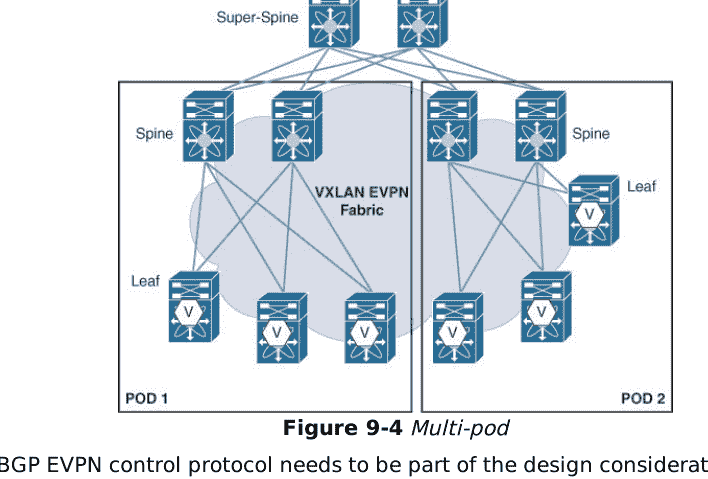 Super-Spine
Spine
Spine
VXLAN EVPN
Fabric
Leaf
Leaf
V
V
V
V
V
V
POD 1
POD 2
Figure 9-4 Multi-pod
BGP EVPN control protocol needs to be part of the design considerat